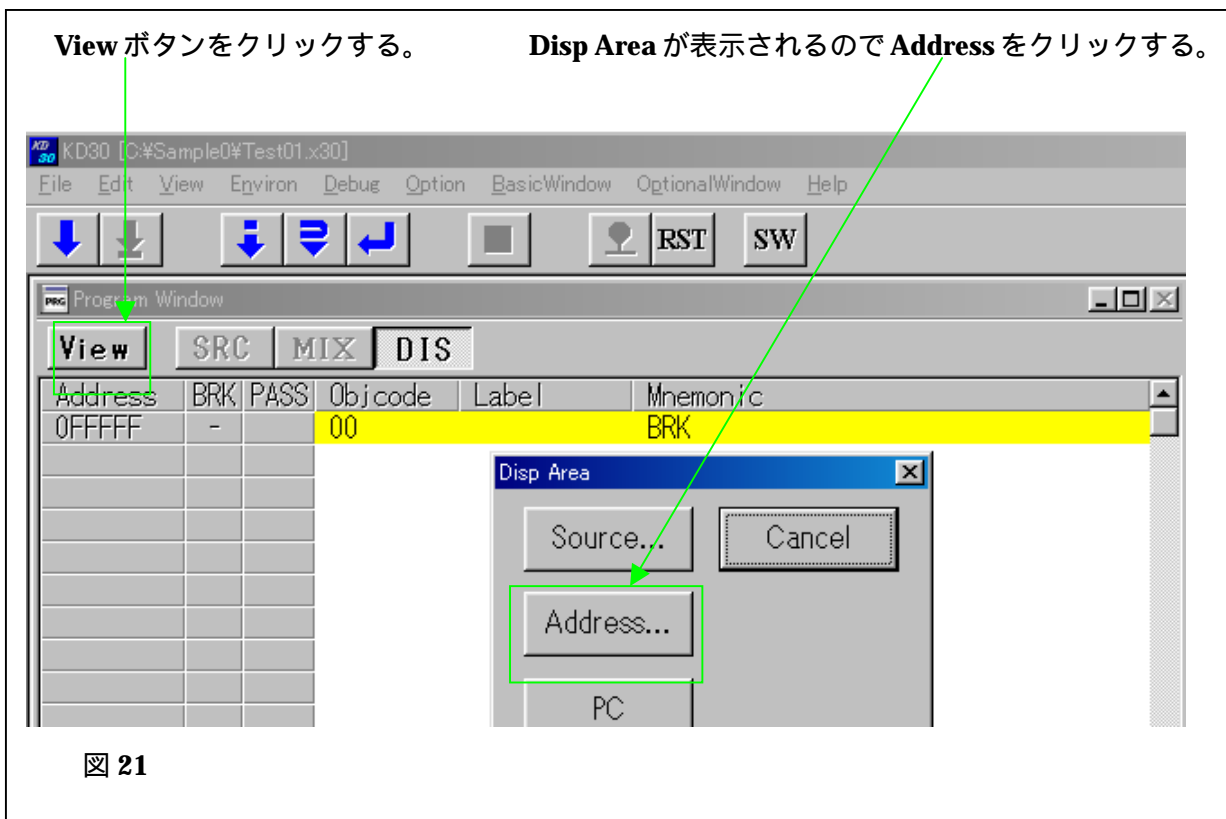 View ボタンをクリックする。 Disp Area が表示されるので Address をクリックする。
KD30 [C:¥Sample0¥Test01.x30]
File Edit View Environ Debug Option BasicWindow OptionalWindow Help
RST SW
PRG Program Window
View SRC MIX DIS
Address BRK PASS Objcode Label Mnemonic
0FFFFF - 00 BRK
Disp Area
Source... Cancel
Address...
PC
図 21